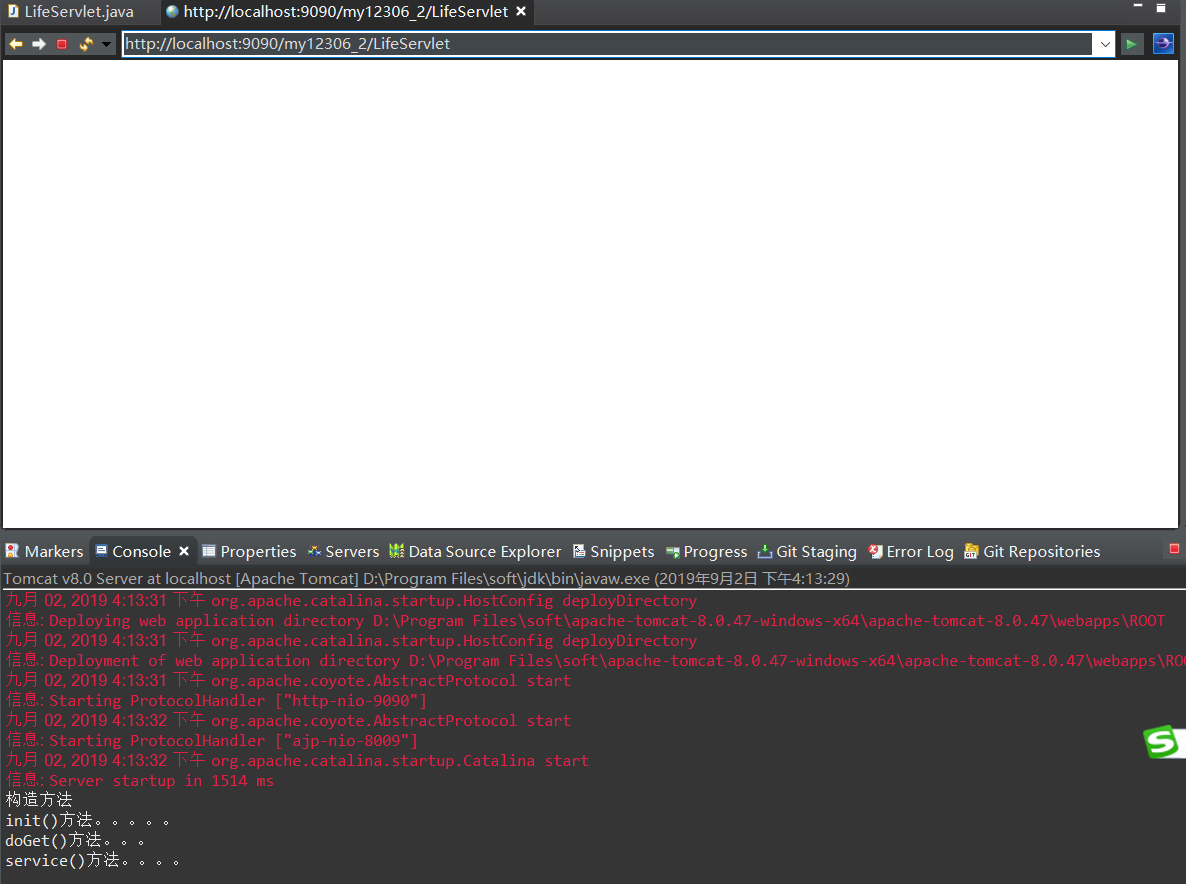 LifeServlet.java http://localhost:9090/my12306_2/LifeServlet
http://localhost:9090/my12306_2/LifeServlet
Markers Console Properties Servers Data Source Explorer Snippets Progress Git Staging Error Log Git Repositories
Tomcat v8.0 Server at localhost [Apache Tomcat] D:\Program Files\soft\jdk\bin\javaw.exe (2019年9月2日 下午4:13:29)
九月 02, 2019 4:13:31 下午 org.apache.catalina.startup.HostConfig deployDirectory
信息: Deploying web application directory D:\Program Files\soft\apache-tomcat-8.0.47-windows-x64\apache-tomcat-8.0.47\webapps\ROOT
九月 02, 2019 4:13:31 下午 org.apache.catalina.startup.HostConfig deployDirectory
信息: Deployment of web application directory D:\Program Files\soft\apache-tomcat-8.0.47-windows-x64\apache-tomcat-8.0.47\webapps\RO
九月 02, 2019 4:13:31 下午 org.apache.coyote.AbstractProtocol start
信息: Starting ProtocolHandler ["http-nio-9090"]
九月 02, 2019 4:13:32 下午 org.apache.coyote.AbstractProtocol start
信息: Starting ProtocolHandler ["ajp-nio-8009"]
九月 02, 2019 4:13:32 下午 org.apache.catalina.startup.Catalina start
信息: Server startup in 1514 ms
构造方法
init()方法。。。。。
doGet()方法。。。
service()方法。。。。
S